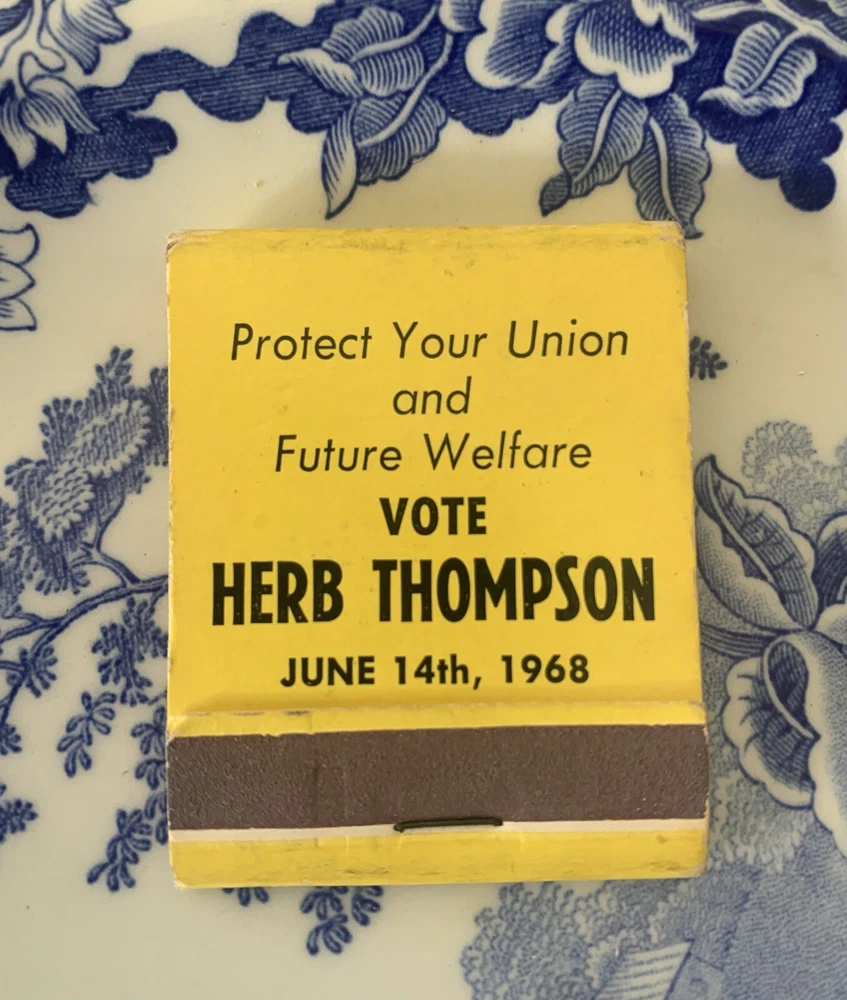 Protect Your Union
and
Future Welfare
VOTE
HERB THOMPSON
JUNE 14th, 1968